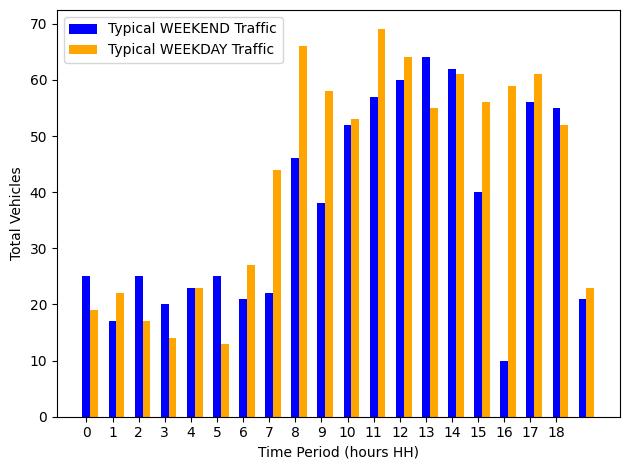 Typical WEEKEND Traffic
Typical WEEKDAY Traffic
Total Vehicles
70
60
50
40
30
20
10
0
0 1 2 3 4 5 6 7 8 9 10 11 12 13 14 15 16 17 18
Time Period (hours HH)